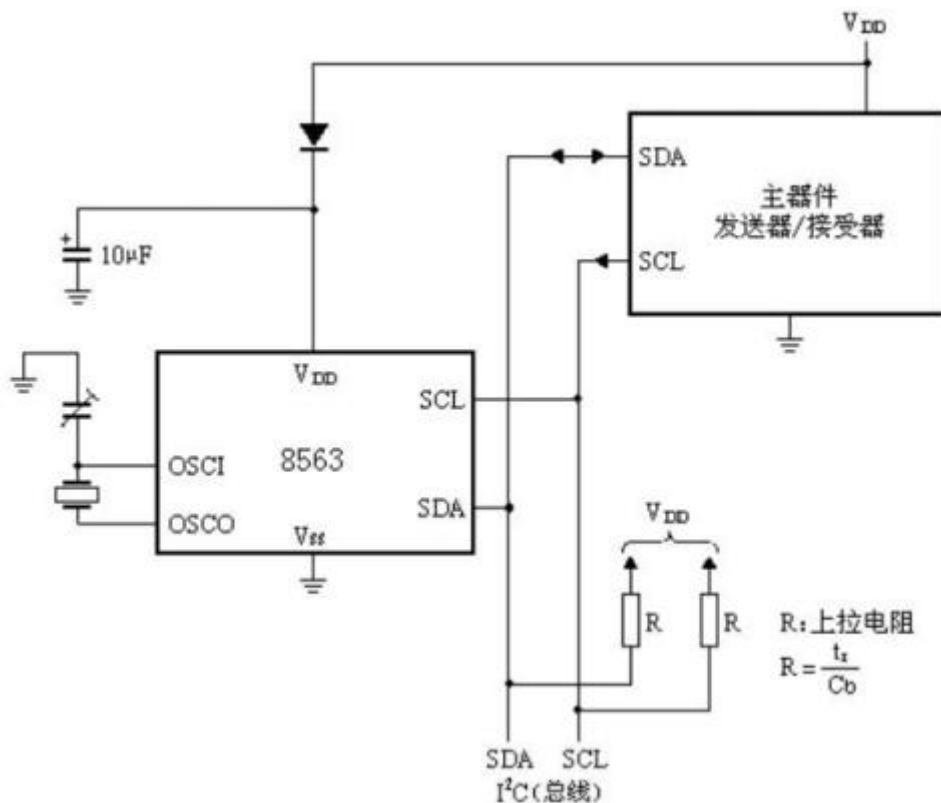 VDD
SDA
主器件
发送器/接受器
SCL
+
10μF
VDD
SCL
8563
OSCI
SDA
OSCO
Vss
VDD
R
R
R:上拉电阻
R=tr/Cb
SDA
SCL
I²C(总线)